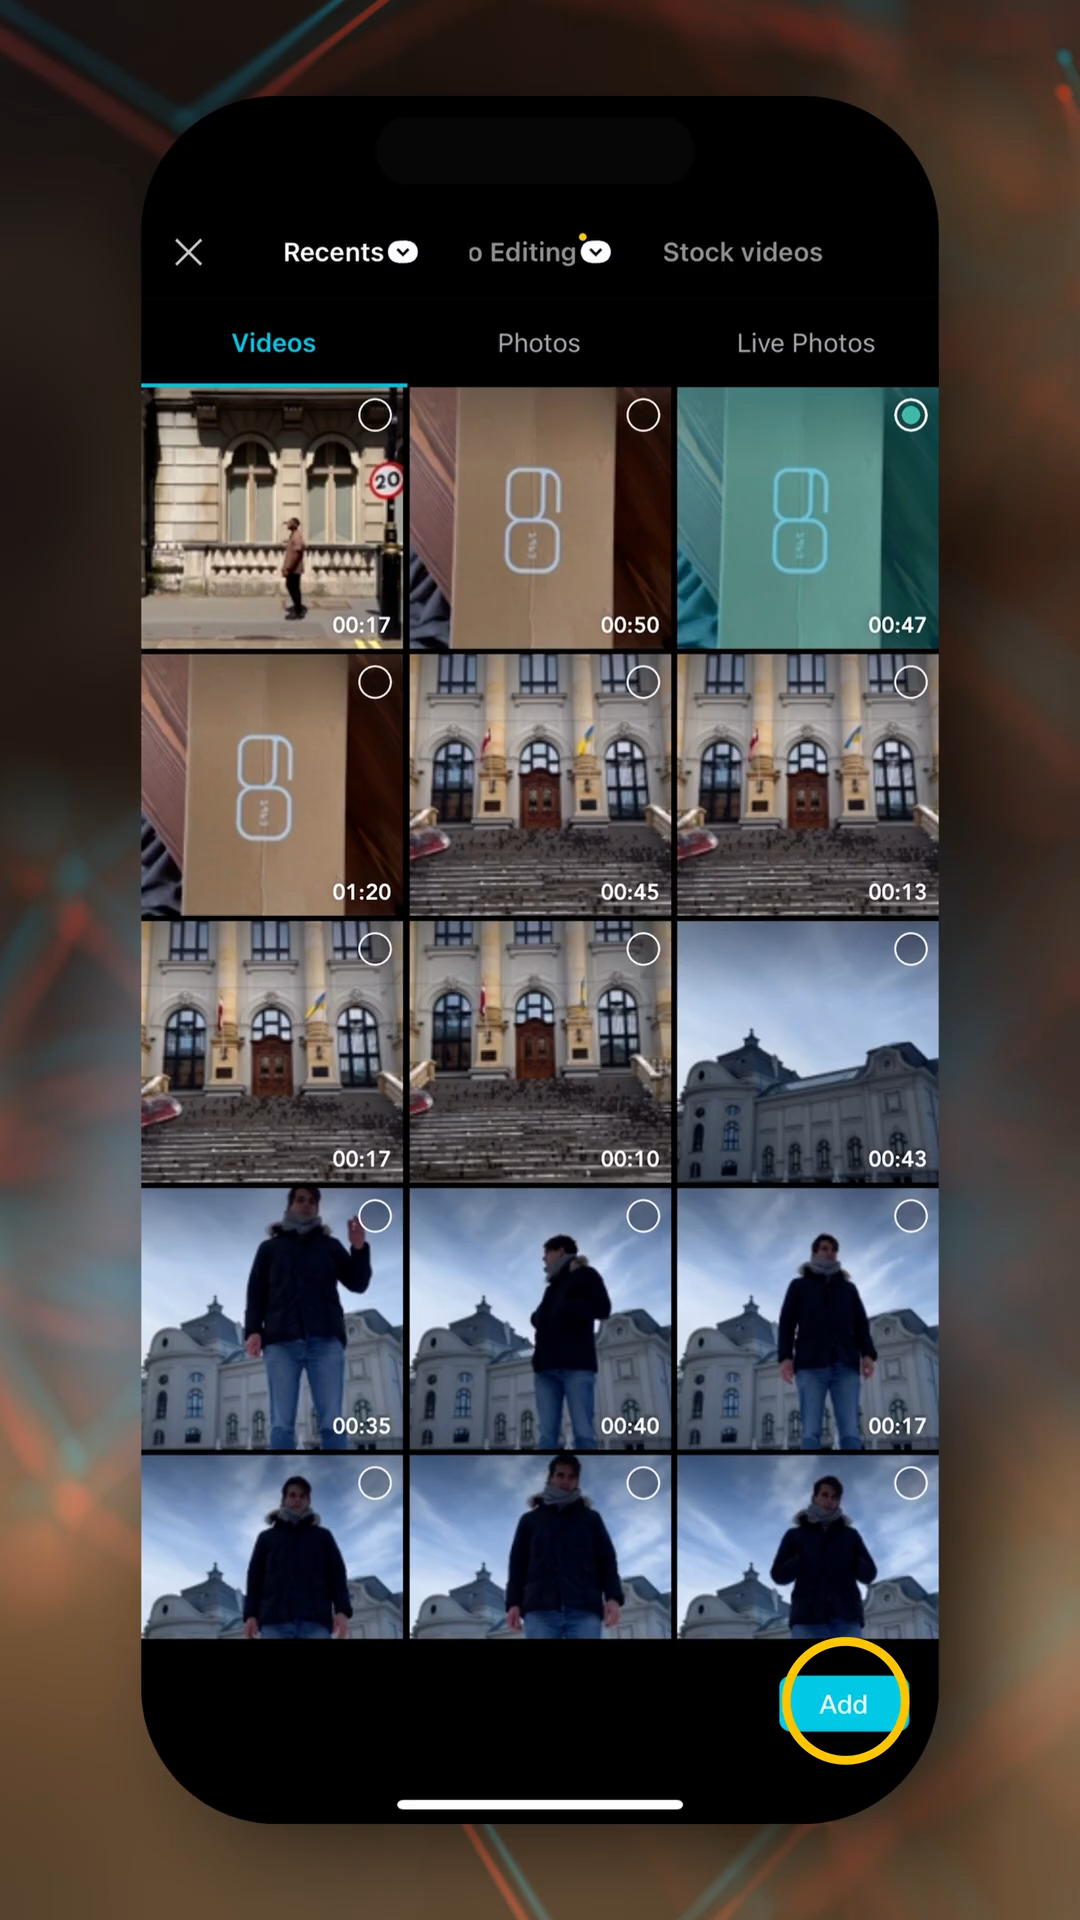 Recents
o Editing
Stock videos
Videos
Photos
Live Photos
20
00:17
00:50
00:47
01:20
00:45
00:13
00:17
00:10
00:43
00:35
00:40
00:17
Add